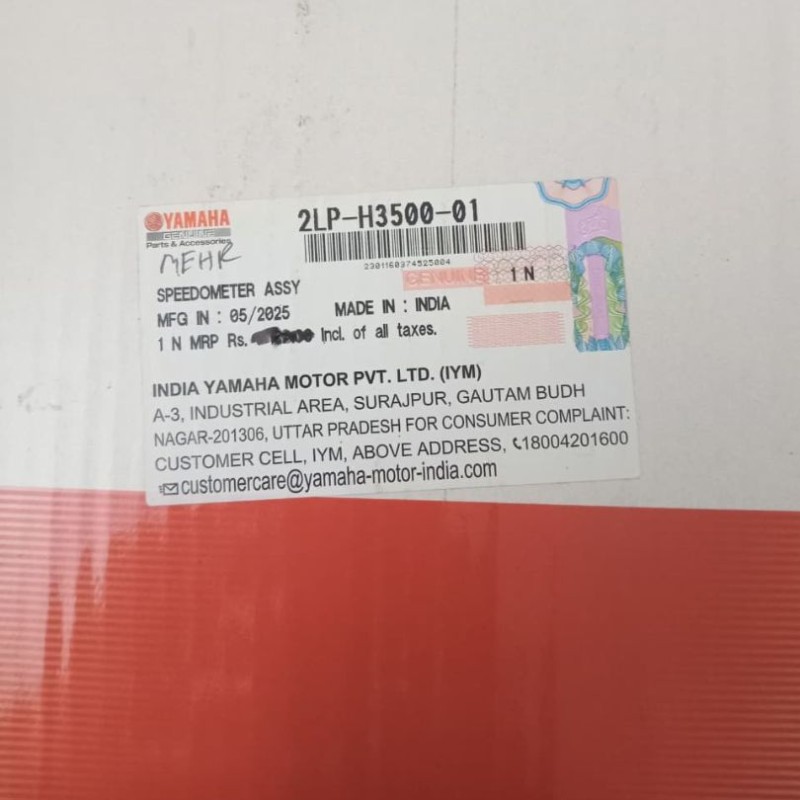 YAMAHA
GENUINE
Parts & Accessories
MEHR
2LP-H3500-01
2301160374525004
GENUINE
1 N
SPEEDOMETER ASSY
MFG IN : 05/2025 MADE IN : INDIA
1 N MRP Rs. Incl. of all taxes.
INDIA YAMAHA MOTOR PVT. LTD. (IYM)
A-3, INDUSTRIAL AREA, SURAJPUR, GAUTAM BUDH
NAGAR-201306, UTTAR PRADESH FOR CONSUMER COMPLAINT:
CUSTOMER CELL, IYM, ABOVE ADDRESS, 18004201600
customercare@yamaha-motor-india.com